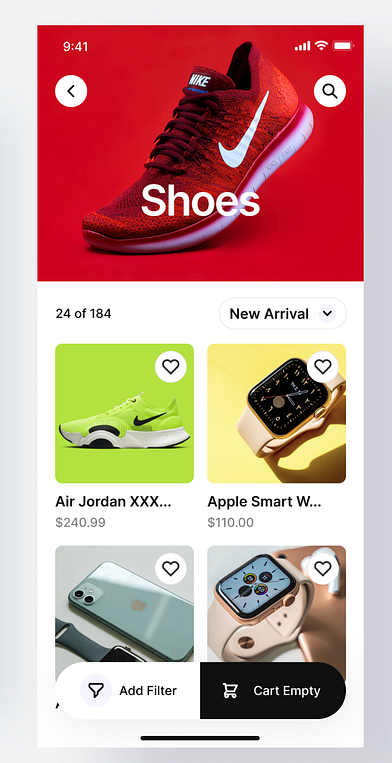 9:41
NIKE
Shoes
24 of 184
New Arrival
Air Jordan XXX...
Apple Smart W...
$240.99
$110.00
Add Filter
Cart Empty